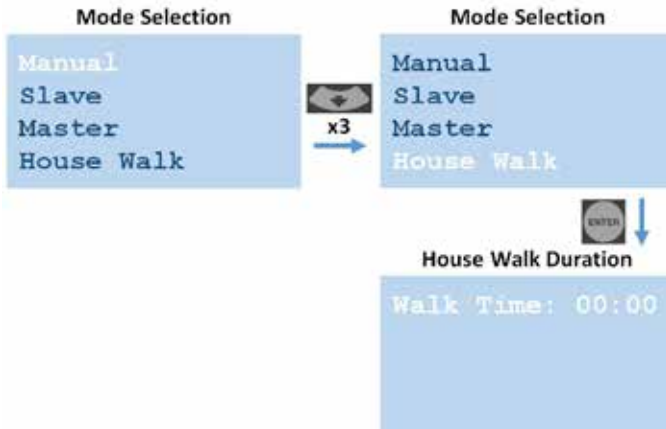 Mode Selection
Manual
Slave
Master
House Walk
x3
Mode Selection
Manual
Slave
Master
House Walk
ENTER
House Walk Duration
Walk Time: 00:00